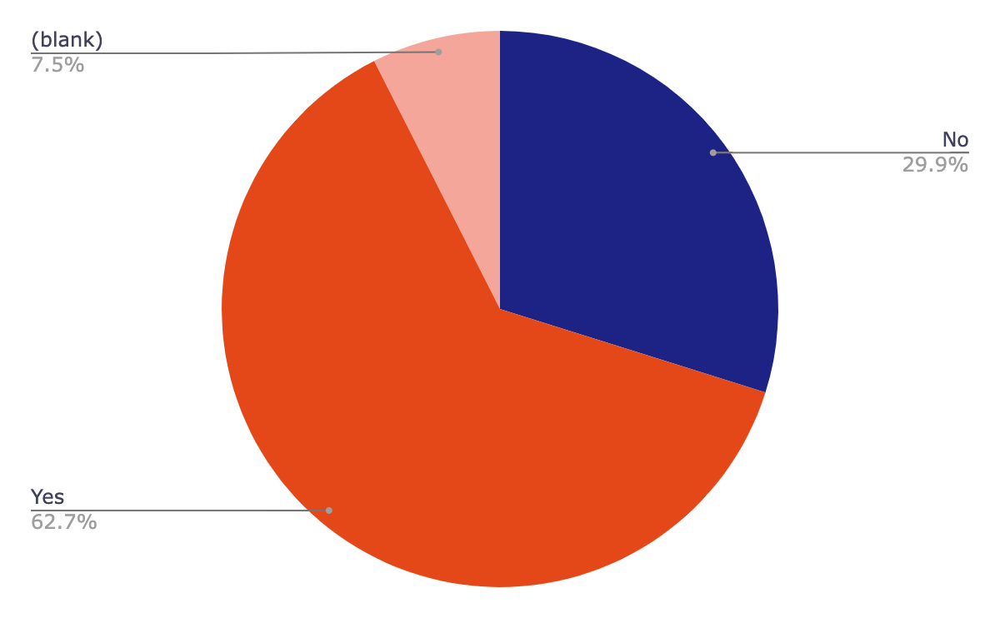 (blank)
7.5%
No
29.9%
Yes
62.7%